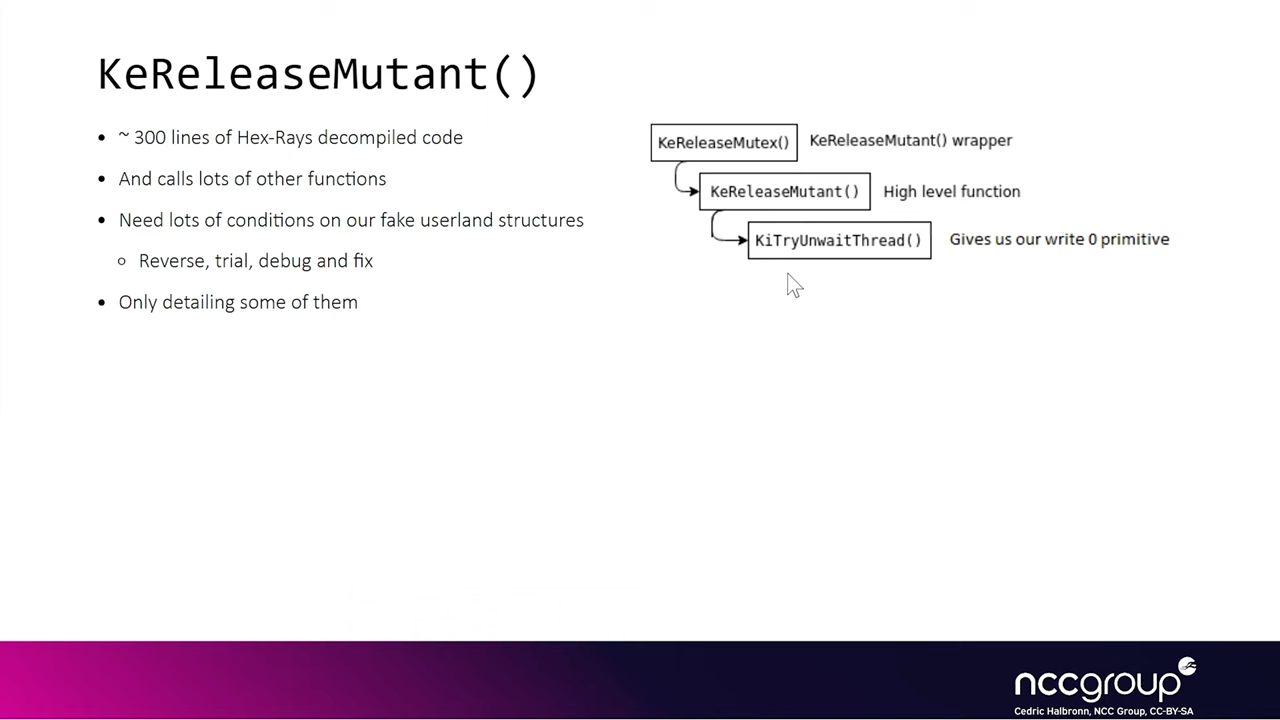 KeReleaseMutant()
• ~ 300 lines of Hex-Rays decompiled code
• And calls lots of other functions
• Need lots of conditions on our fake userland structures
○ Reverse, trial, debug and fix
• Only detailing some of them
KeReleaseMutex() KeReleaseMutant() wrapper
KeReleaseMutant() High level function
KiTryUnwaitThread() Gives us our write 0 primitive
nccgroup
Cedric Halbronn, NCC Group, CC-BY-SA